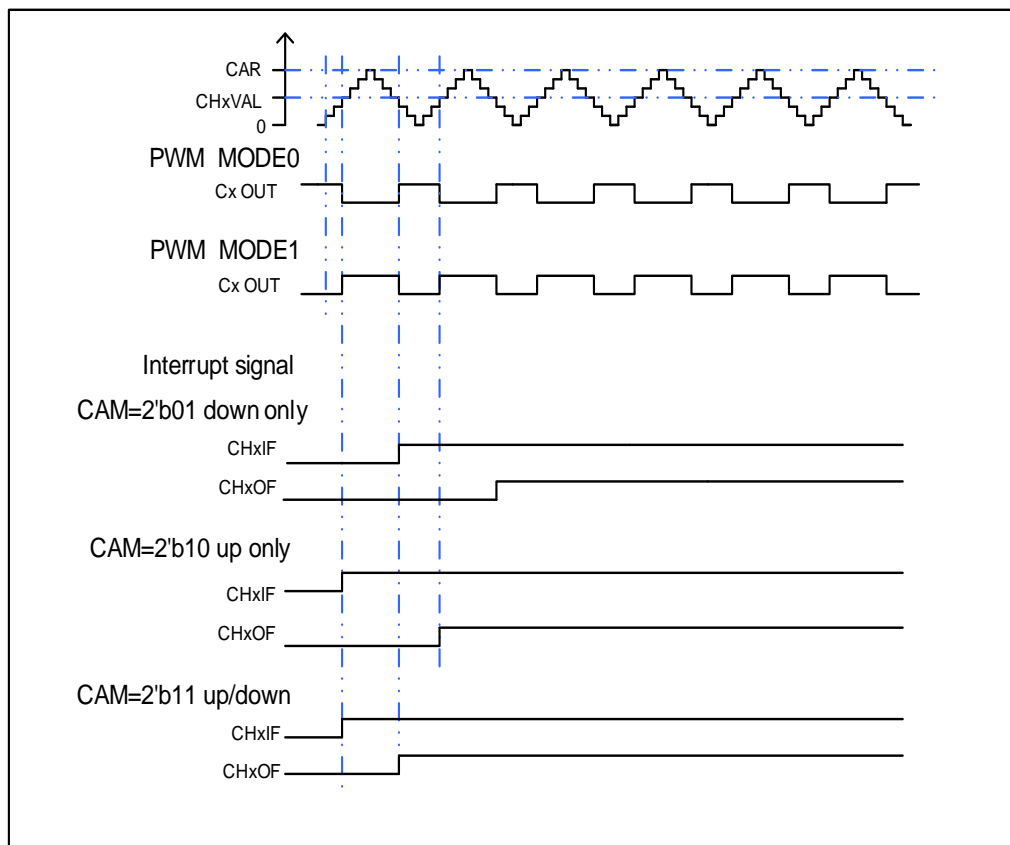 CAR
CHxVAL
0
PWM MODE0
Cx OUT
PWM MODE1
Cx OUT
Interrupt signal
CAM=2'b01 down only
CHxIF
CHxOF
CAM=2'b10 up only
CHxIF
CHxOF
CAM=2'b11 up/down
CHxIF
CHxOF